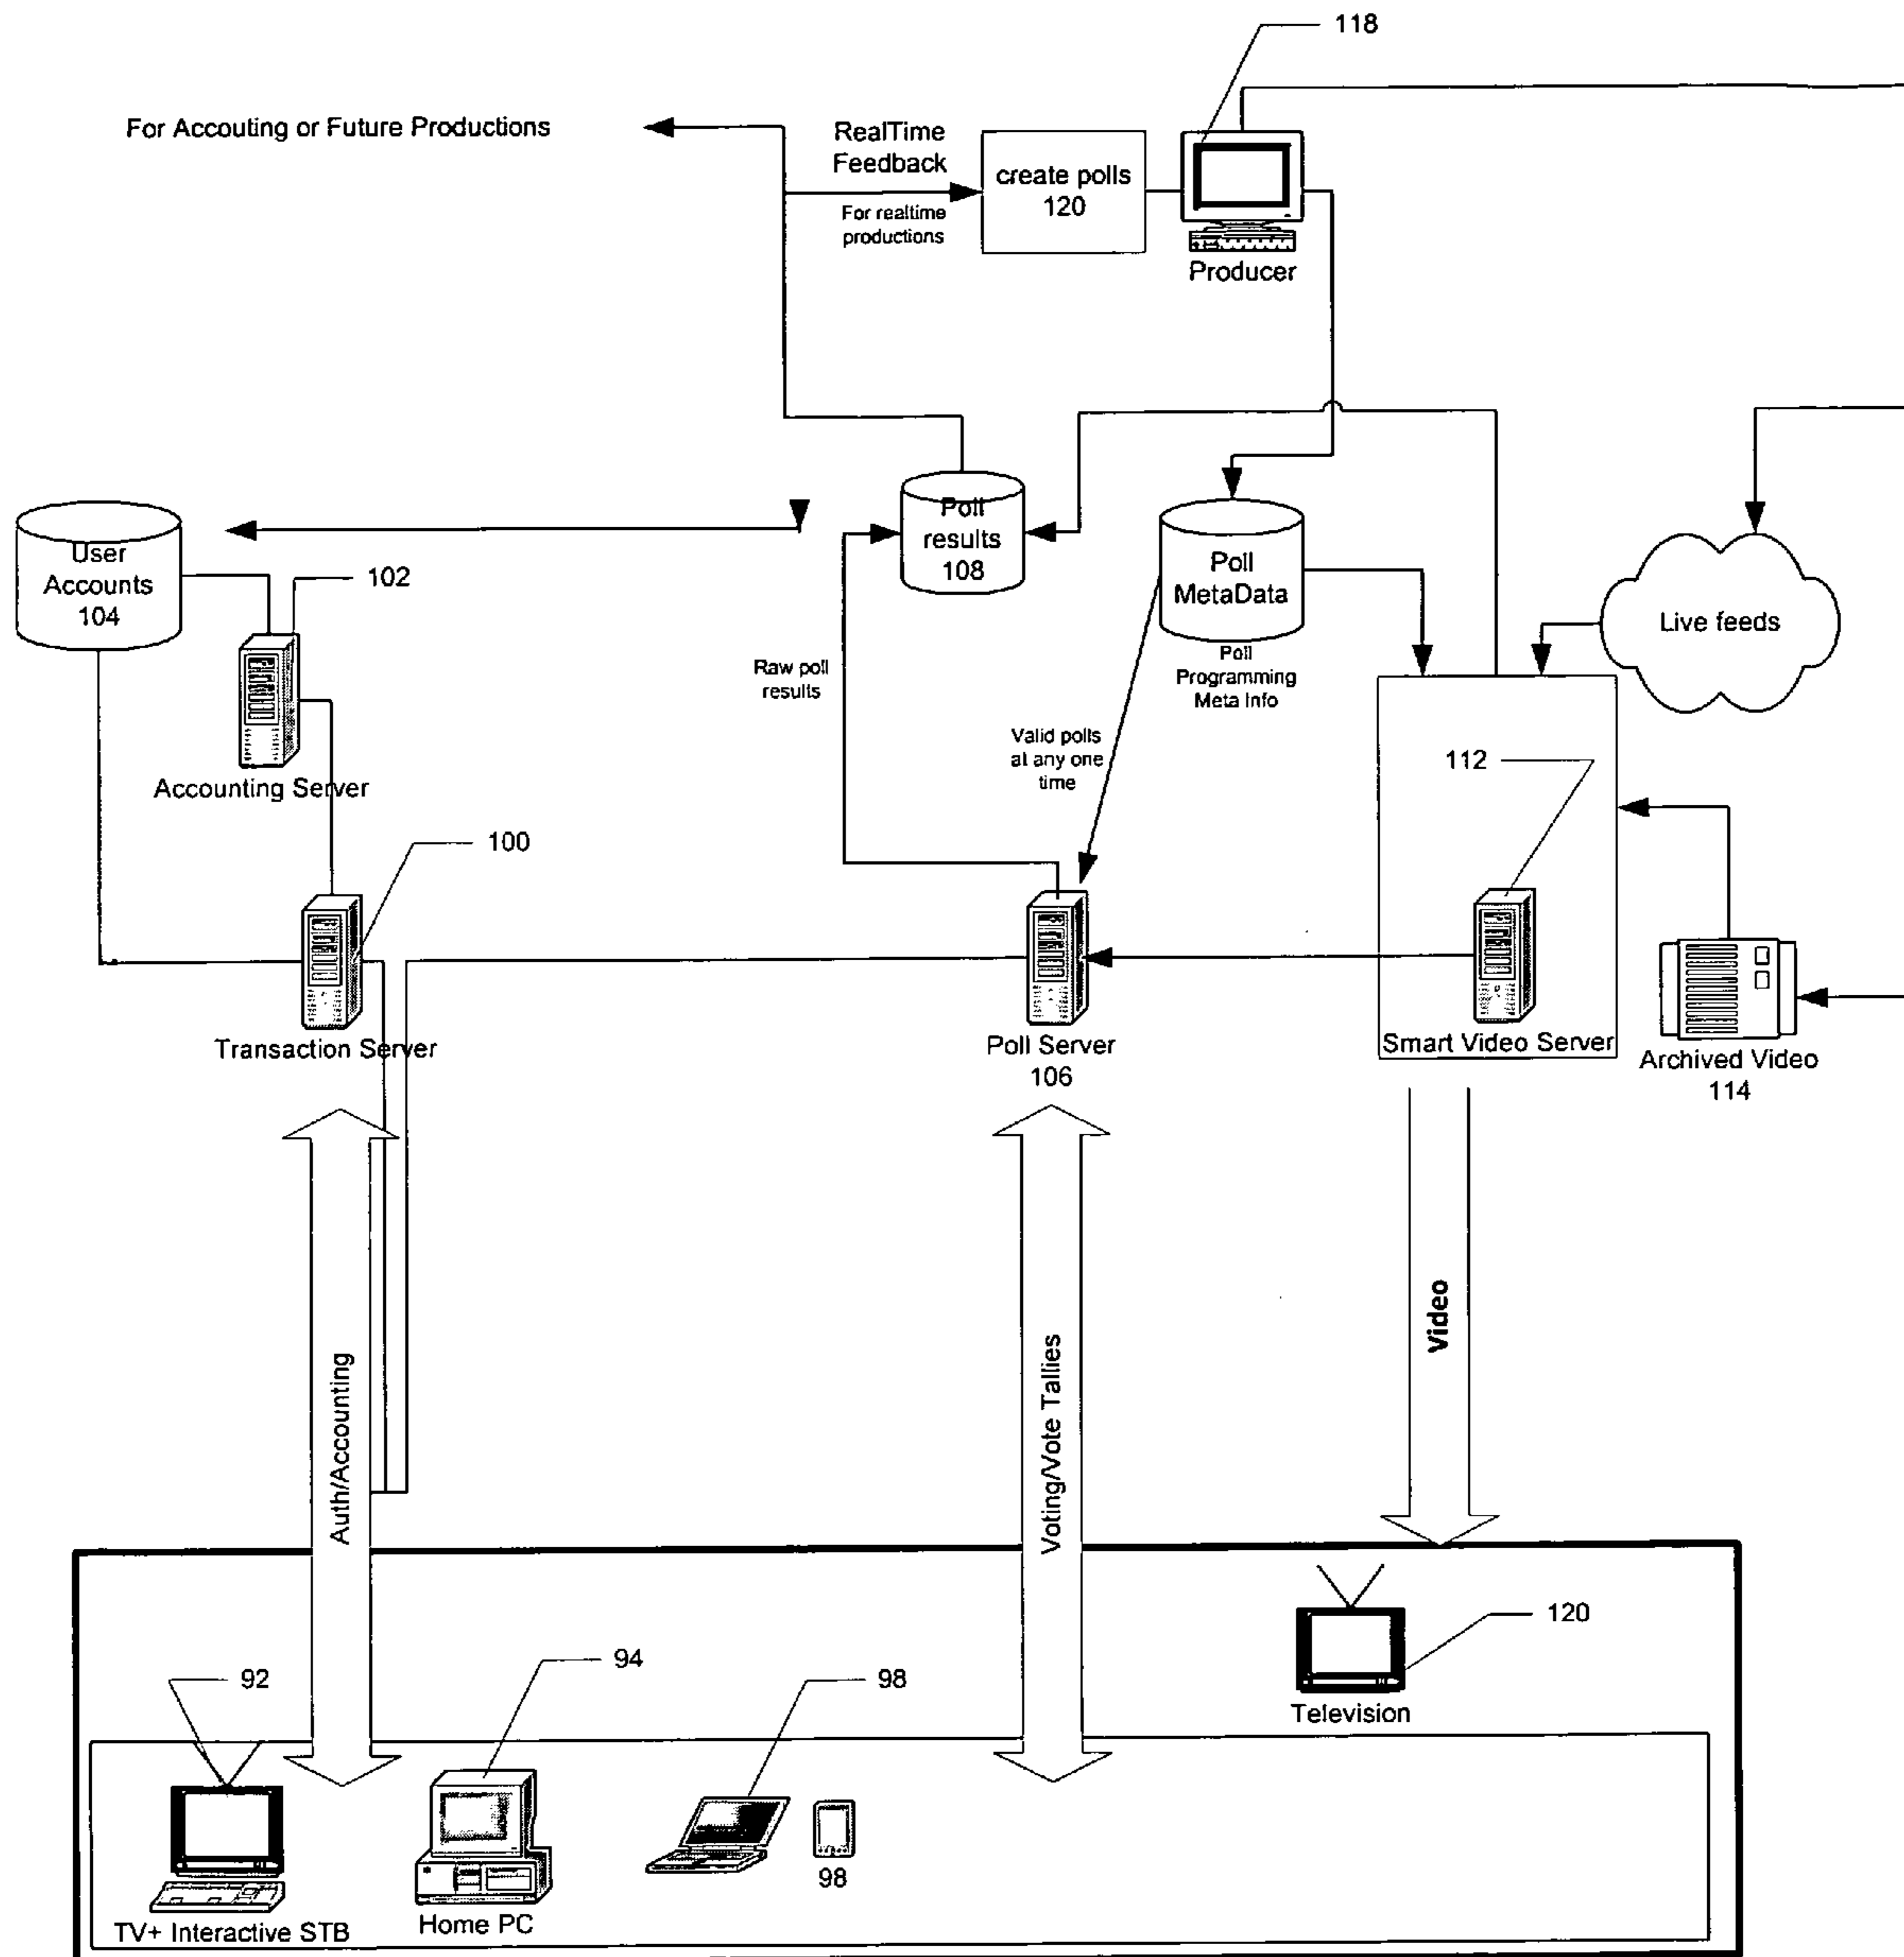 118
For Accouting or Future Productions
RealTime
Feedback
For realtime
productions
create polls
120
Producer
User
Accounts
104
102
Poll
results
108
Poll
MetaData
Poll
Programming
Meta Info
Live feeds
Raw poll
results
Valid polls
at any one
time
112
Accounting Server
100
Transaction Server
Poll Server
106
Smart Video Server
Archived Video
114
Auth/Accounting
Voting/Vote Tallies
Video
120
Television
92
94
98
98
TV+ Interactive STB
Home PC